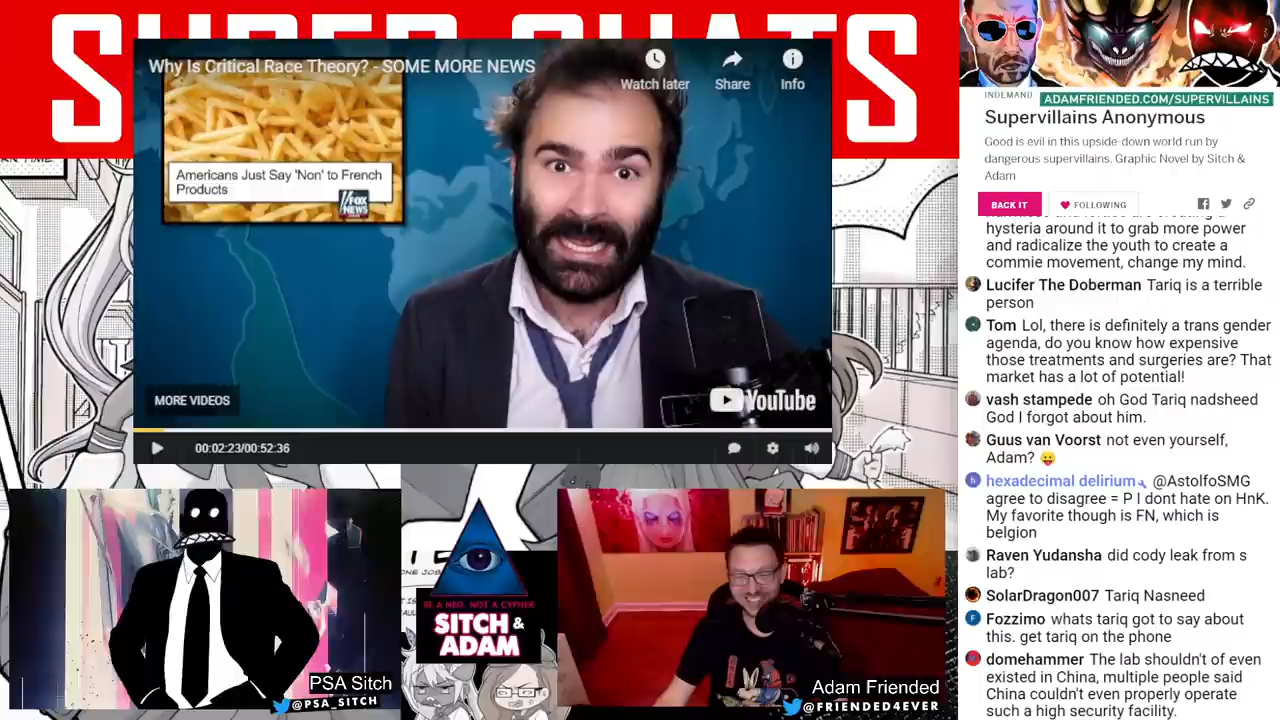 SUPER CHATS
Why Is Critical Race Theory? - SOME MORE NEWS
Watch later
Share
Info
Americans Just Say 'Non' to French
Products
FOX
NEWS
MORE VIDEOS
YouTube
00:02:23/00:52:36
PSA Sitch
@PSA_SITCH
BE A NEO, NOT A CYPHER
SITCH &
ADAM
Adam Friended
@FRIENDED4EVER
INDEMAND
ADAMFRIENDED.COM/SUPERVILLAINS
Supervillains Anonymous
Good is evil in this upside-down world run by
dangerous supervillains. Graphic Novel by Sitch &
Adam
BACK IT
FOLLOWING
hysteria around it to grab more power
and radicalize the youth to create a
commie movement, change my mind.
Lucifer The Doberman Tariq is a terrible
person
Tom Lol, there is definitely a trans gender
agenda, do you know how expensive
those treatments and surgeries are? That
market has a lot of potential!
vash stampede oh God Tariq nadsheed
God I forgot about him.
Guus van Voorst not even yourself,
Adam? 😛
hexadecimal delirium @AstolfoSMG
agree to disagree = P I dont hate on HnK.
My favorite though is FN, which is
belgion
Raven Yudansha did cody leak from s
lab?
SolarDragon007 Tariq Nasneed
Fozzimo whats tariq got to say about
this. get tariq on the phone
domehammer The lab shouldn't of even
existed in China, multiple people said
China couldn't even properly operate
such a high security facility.